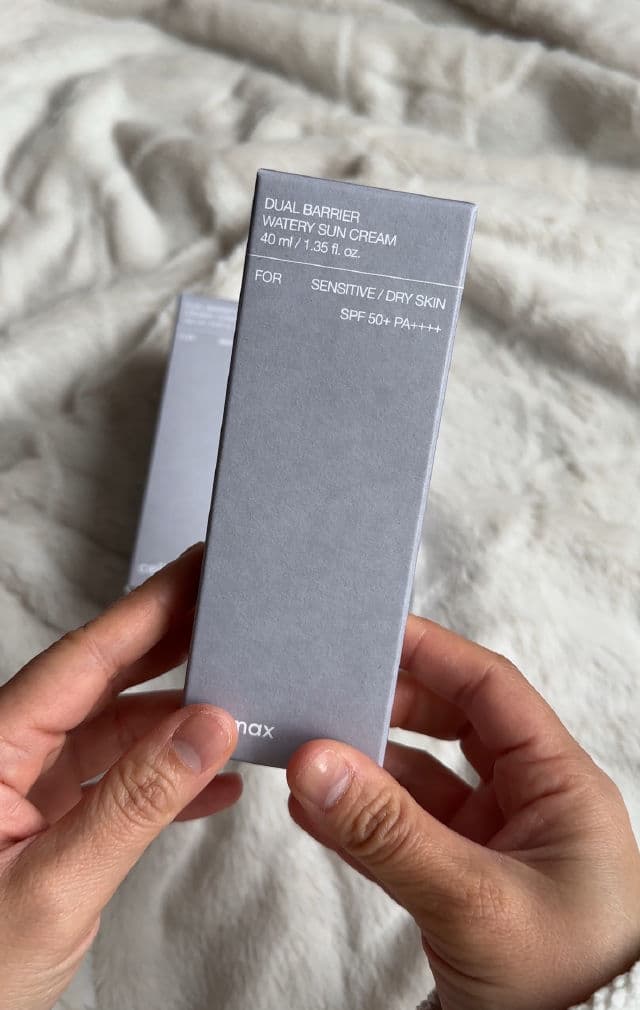 DUAL BARRIER
WATERY SUN CREAM
40 ml / 1.35 fl. oz.
FOR SENSITIVE / DRY SKIN
SPF 50+ PA++++
max